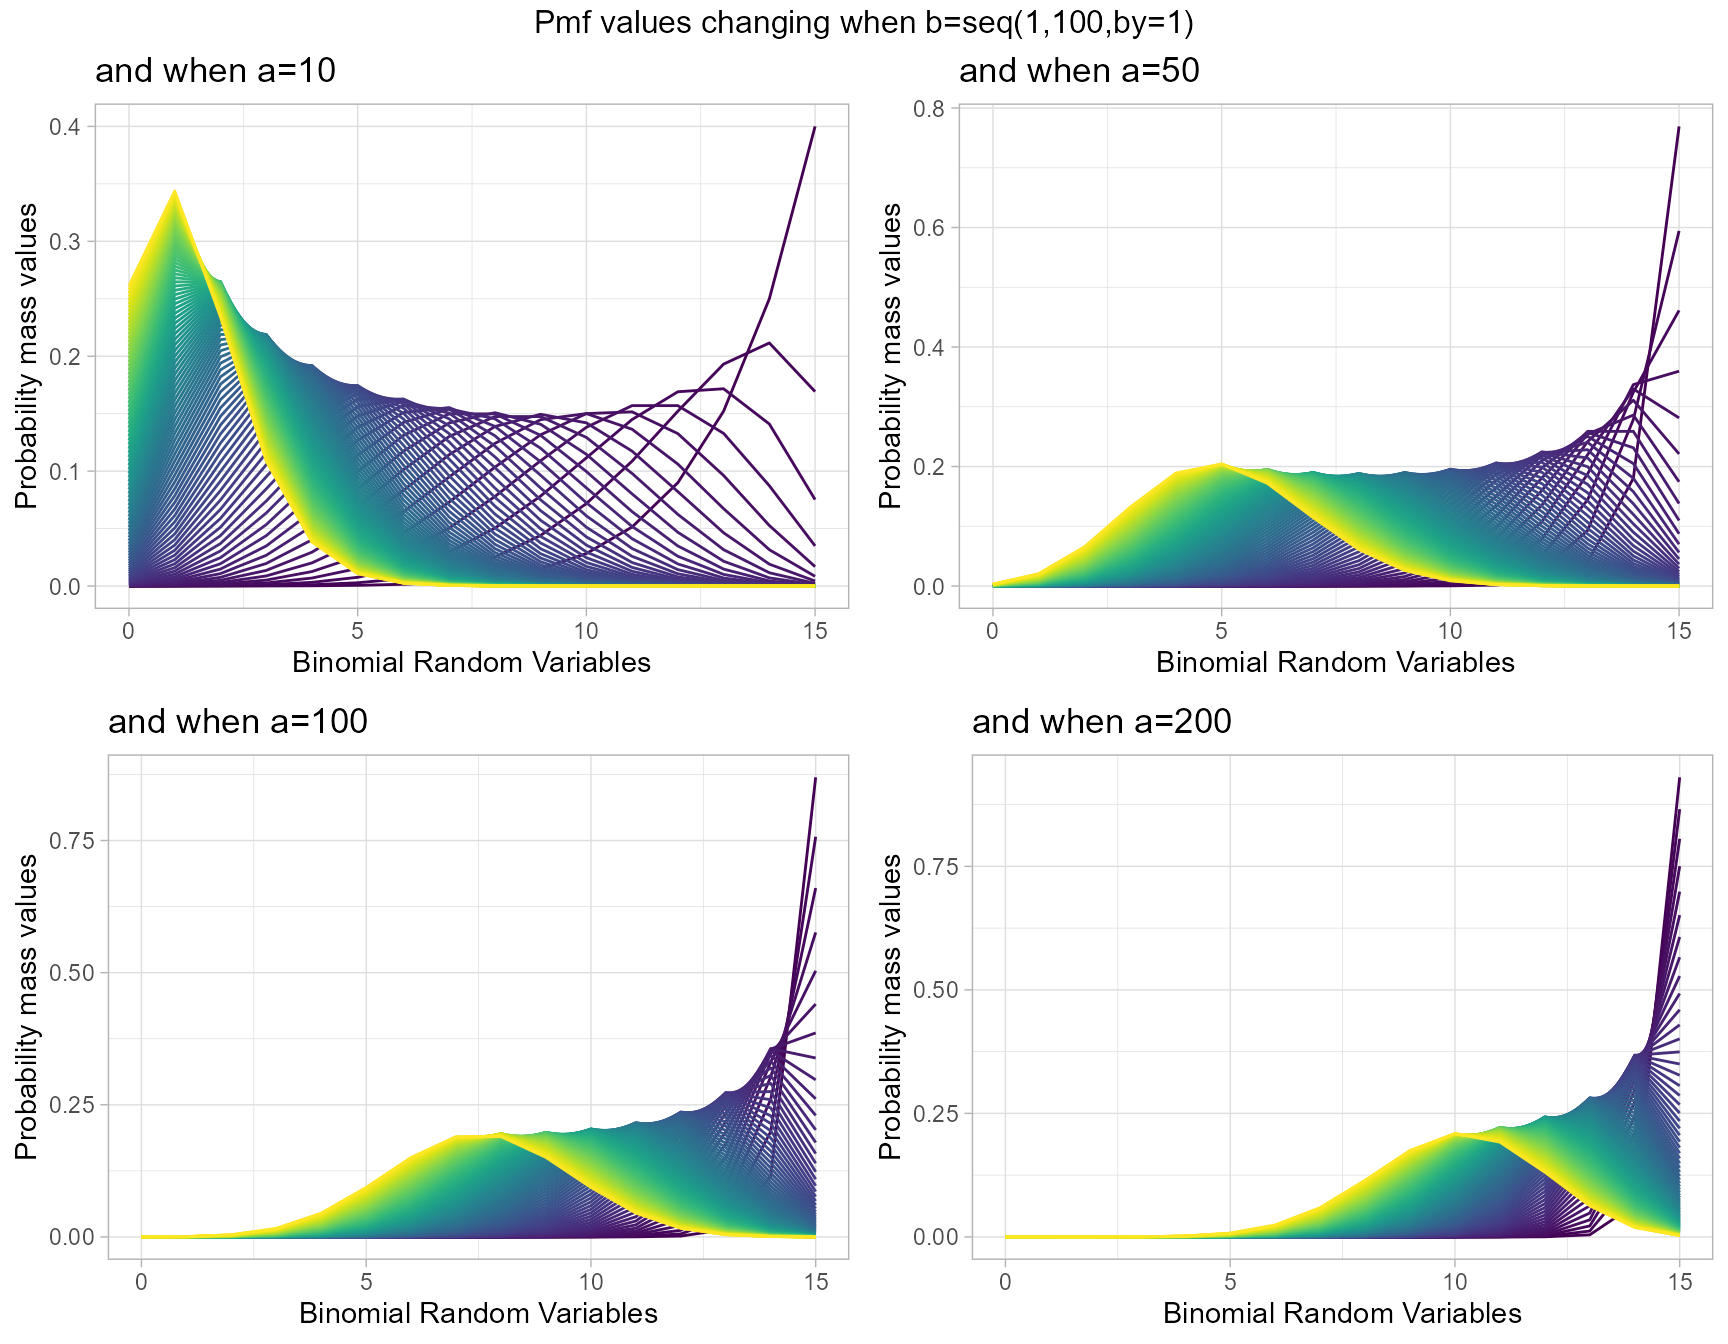 Pmf values changing when b=seq(1,100,by=1)
and when a=10
Probability mass values
0.4
0.3
0.2
0.1
0.0
0 5 10 15
Binomial Random Variables
and when a=50
Probability mass values
0.8
0.6
0.4
0.2
0.0
0 5 10 15
Binomial Random Variables
and when a=100
Probability mass values
0.75
0.50
0.25
0.00
0 5 10 15
Binomial Random Variables
and when a=200
Probability mass values
0.75
0.50
0.25
0.00
0 5 10 15
Binomial Random Variables